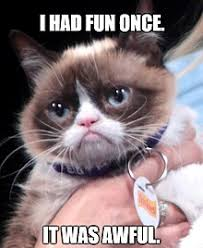 I HAD FUN ONCE.
IT WAS AWFUL.